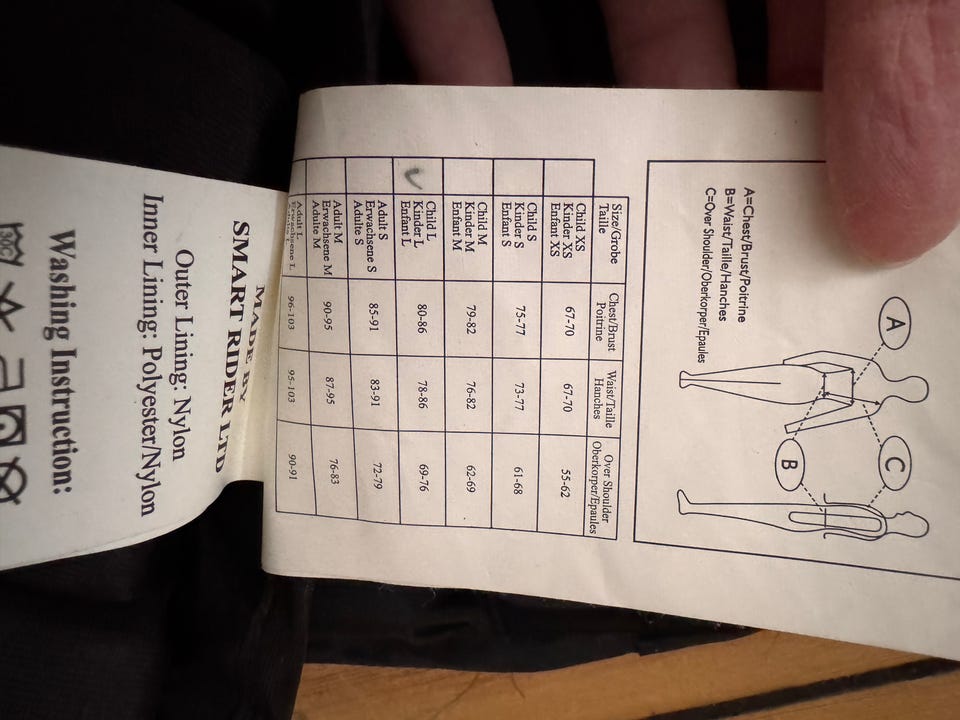 A
C
B
A=Chest/Brust/Poitrine
B=Waist/Taille/Hanches
C=Over Shoulder/Oberkorper/Epaules
Size/Grobe Taille Chest/Brust Poitrine Waist/Taille Hanches Over Shoulder Oberkorper/Epaules
Child XS
Kinder XS 67-70 67-70 55-62
Enfant XS
Child S
Kinder S 75-77 73-77 61-68
Enfant S
Child M
Kinder M 79-82 76-82 62-69
Enfant M
Child L
Kinder L 80-86 78-86 69-76
Enfant L
Adult S
Erwachsene S 85-91 83-91 72-79
Adulte S
Adult M
Erwachsene M 90-95 87-95 76-83
Adulte M
Adult L
Erwachsene L 96-103 95-103 90-91
MADE BY
SMART RIDER LTD
Outer Lining: Nylon
Inner Lining: Polyester/Nylon
Washing Instruction:
30C